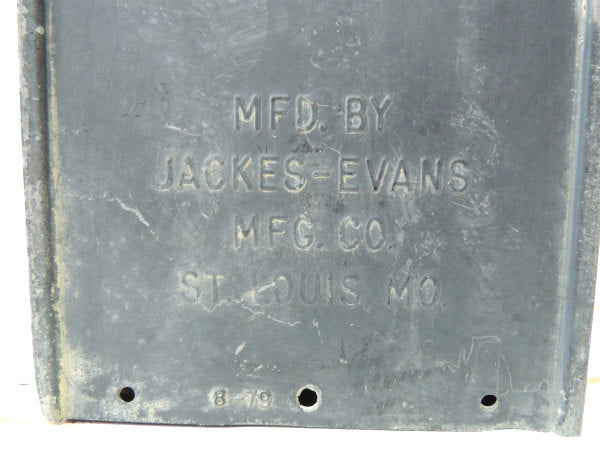 MFD. BY
JACKES-EVANS
MFG. CO.
ST. LOUIS, MO.
8-79